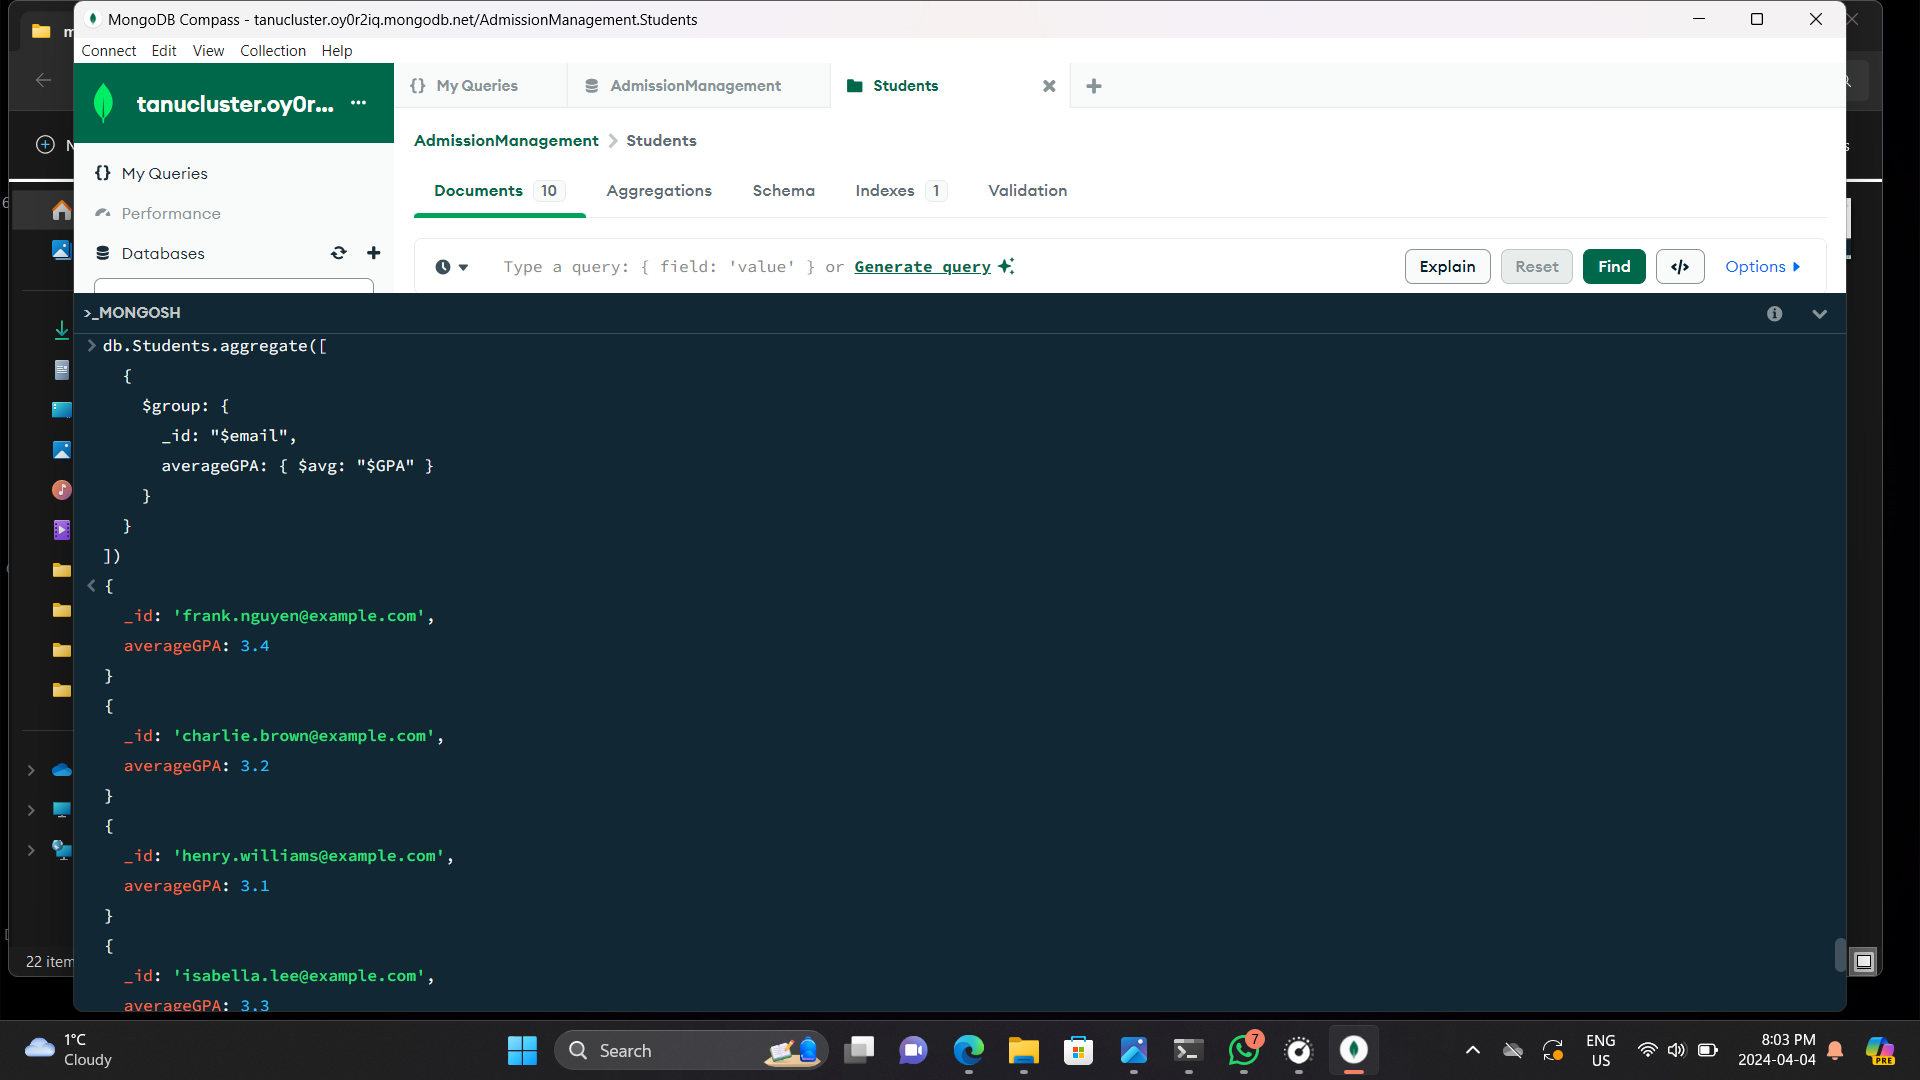 MongoDB Compass - tanucluster.oy0r2iq.mongodb.net/AdmissionManagement.Students
Connect Edit View Collection Help
tanucluster.oy0r... ...
{} My Queries
AdmissionManagement
Students
AdmissionManagement > Students
My Queries
Performance
Databases
Documents 10 Aggregations Schema Indexes 1 Validation
Type a query: { field: 'value' } or Generate query
Explain Reset Find </> Options
>_MONGOSH
> db.Students.aggregate([
{
$group: {
_id: "$email",
averageGPA: { $avg: "$GPA" }
}
}
])
< {
_id: 'frank.nguyen@example.com',
averageGPA: 3.4
}
{
_id: 'charlie.brown@example.com',
averageGPA: 3.2
}
{
_id: 'henry.williams@example.com',
averageGPA: 3.1
}
{
_id: 'isabella.lee@example.com',
averageGPA: 3.3
22 item
1°C
Cloudy
Search
7
ENG
US
8:03 PM
2024-04-04
PRE